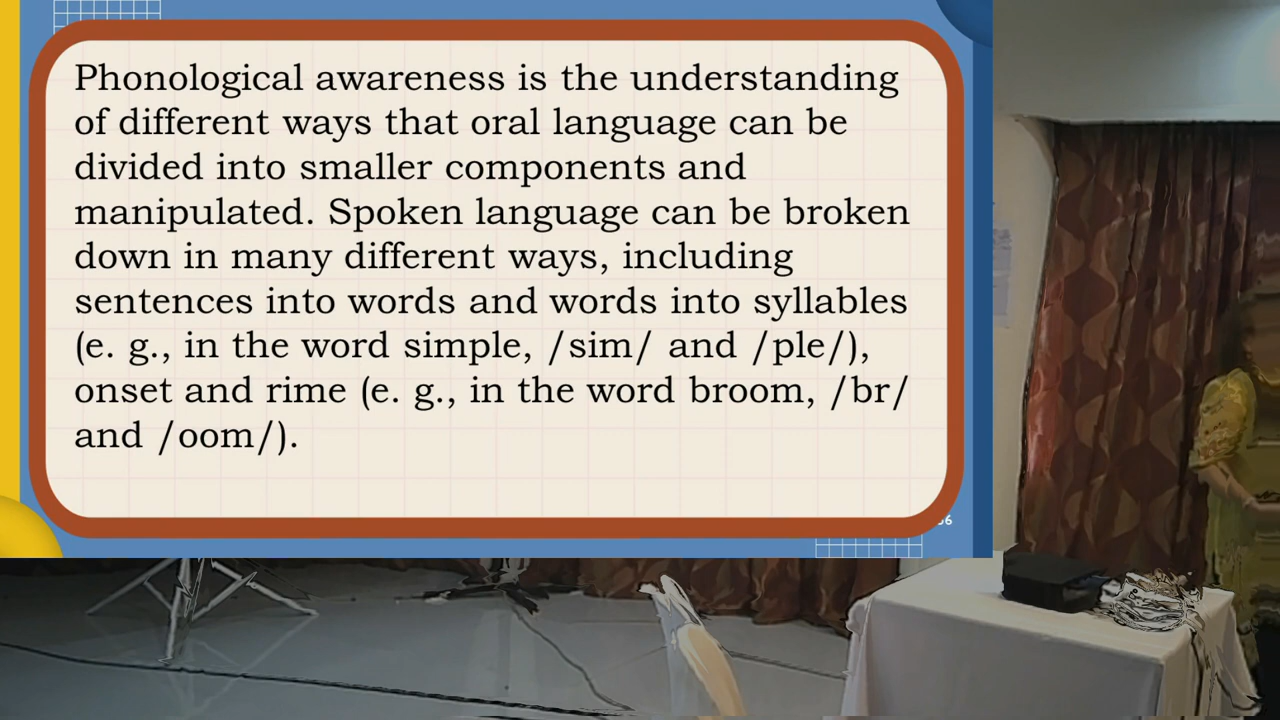 Phonological awareness is the understanding
of different ways that oral language can be
divided into smaller components and
manipulated. Spoken language can be broken
down in many different ways, including
sentences into words and words into syllables
(e. g., in the word simple, /sim/ and /ple/),
onset and rime (e. g., in the word broom, /br/
and /oom/).